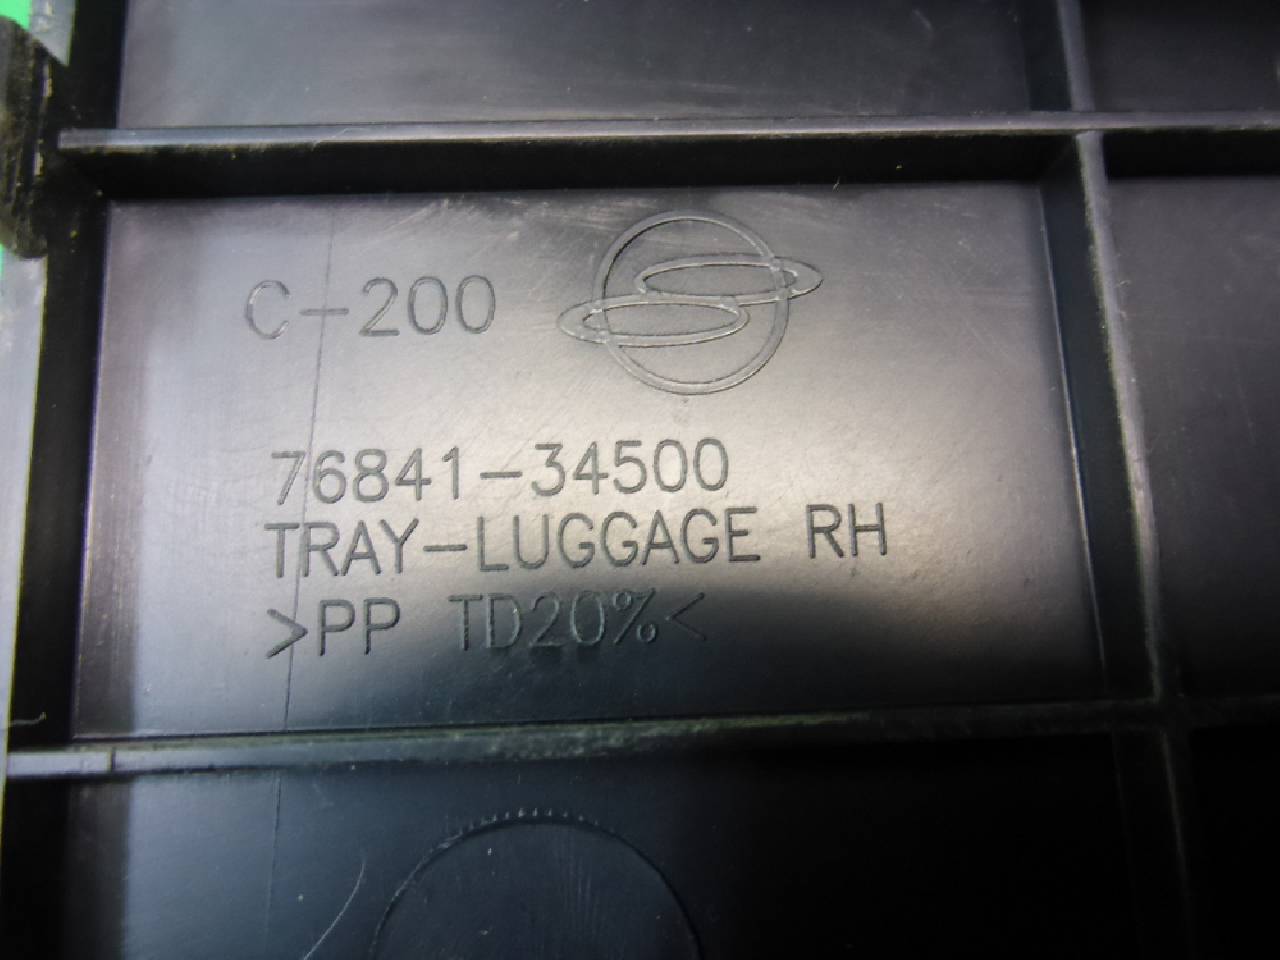 C-200
76841-34500
TRAY-LUGGAGE RH
>PP TD20%<